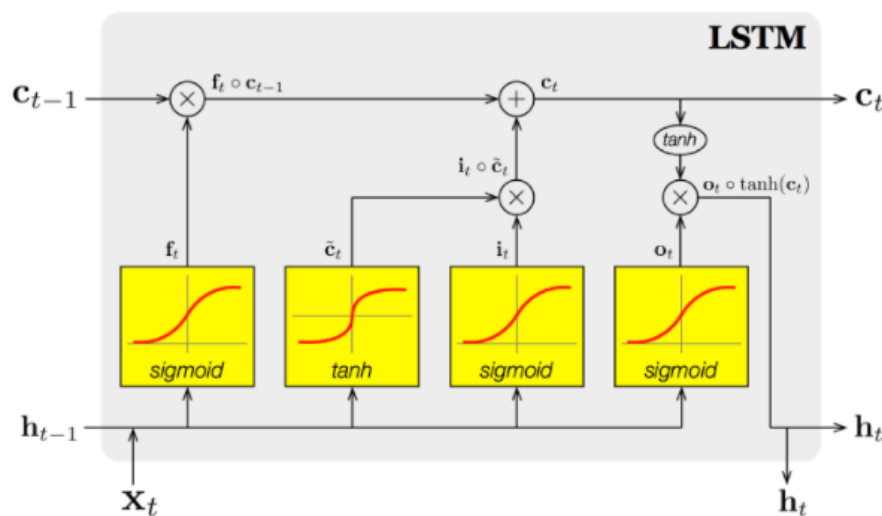 LSTM
c_{t-1}
f_t ∘ c_{t-1}
c_t
c_t
×
+
tanh
i_t ∘ c̃_t
×
×
o_t ∘ tanh(c_t)
f_t
c̃_t
i_t
o_t
sigmoid
tanh
sigmoid
sigmoid
h_{t-1}
h_t
x_t
h_t